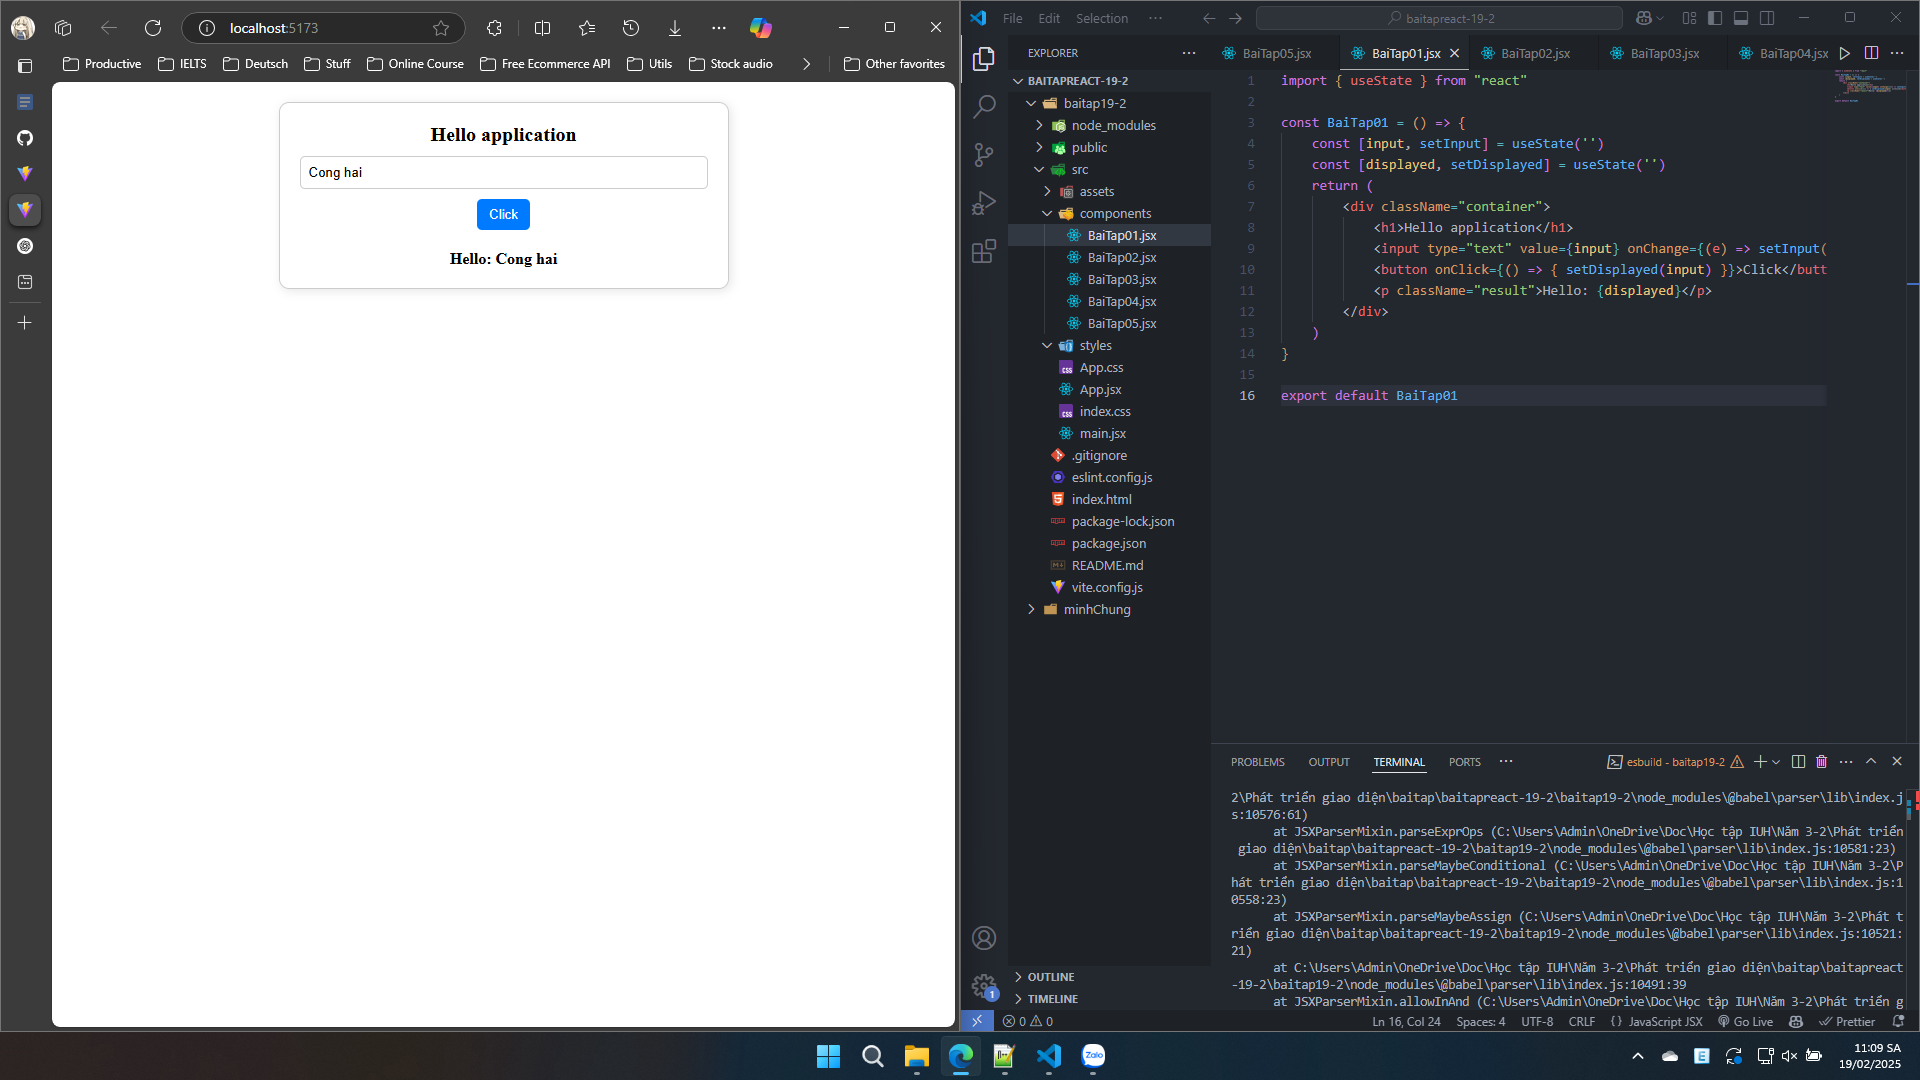 localhost:5173
Productive
IELTS
Deutsch
Stuff
Online Course
Free Ecommerce API
Utils
Stock audio
Other favorites
Hello application
Cong hai
Click
Hello: Cong hai
File
Edit
Selection
baitapreact-19-2
EXPLORER
BaiTap05.jsx
BaiTap01.jsx
BaiTap02.jsx
BaiTap03.jsx
BaiTap04.jsx
BAITAPREACT-19-2
baitap19-2
node_modules
public
src
assets
components
BaiTap01.jsx
BaiTap02.jsx
BaiTap03.jsx
BaiTap04.jsx
BaiTap05.jsx
styles
App.css
App.jsx
index.css
main.jsx
.gitignore
eslint.config.js
index.html
package-lock.json
package.json
README.md
vite.config.js
minhChung
OUTLINE
TIMELINE
1 import { useState } from "react"
2
3 const BaiTap01 = () => {
4 const [input, setInput] = useState('')
5 const [displayed, setDisplayed] = useState('')
6 return (
7 <div className="container">
8 <h1>Hello application</h1>
9 <input type="text" value={input} onChange={(e) => setInput(
10 <button onClick={() => { setDisplayed(input) }}>Click</butt
11 <p className="result">Hello: {displayed}</p>
12 </div>
13 )
14 }
15
16 export default BaiTap01
PROBLEMS
OUTPUT
TERMINAL
PORTS
esbuild - baitap19-2
2\Phát triển giao diện\baitap\baitapreact-19-2\baitap19-2\node_modules\@babel\parser\lib\index.j
s:10576:61)
at JSXParserMixin.parseExprOps (C:\Users\Admin\OneDrive\Doc\Học tập IUH\Năm 3-2\Phát triển
giao diện\baitap\baitapreact-19-2\baitap19-2\node_modules\@babel\parser\lib\index.js:10581:23)
at JSXParserMixin.parseMaybeConditional (C:\Users\Admin\OneDrive\Doc\Học tập IUH\Năm 3-2\P
hát triển giao diện\baitap\baitapreact-19-2\baitap19-2\node_modules\@babel\parser\lib\index.js:1
0558:23)
at JSXParserMixin.parseMaybeAssign (C:\Users\Admin\OneDrive\Doc\Học tập IUH\Năm 3-2\Phát t
riển giao diện\baitap\baitapreact-19-2\baitap19-2\node_modules\@babel\parser\lib\index.js:10521:
21)
at C:\Users\Admin\OneDrive\Doc\Học tập IUH\Năm 3-2\Phát triển giao diện\baitap\baitapreact
-19-2\baitap19-2\node_modules\@babel\parser\lib\index.js:10491:39
at JSXParserMixin.allowInAnd (C:\Users\Admin\OneDrive\Doc\Học tập IUH\Năm 3-2\Phát triển g
1
0
0
Ln 16, Col 24
Spaces: 4
UTF-8
CRLF
{} JavaScript JSX
Go Live
Prettier
Zalo
E
11:09 SA
19/02/2025